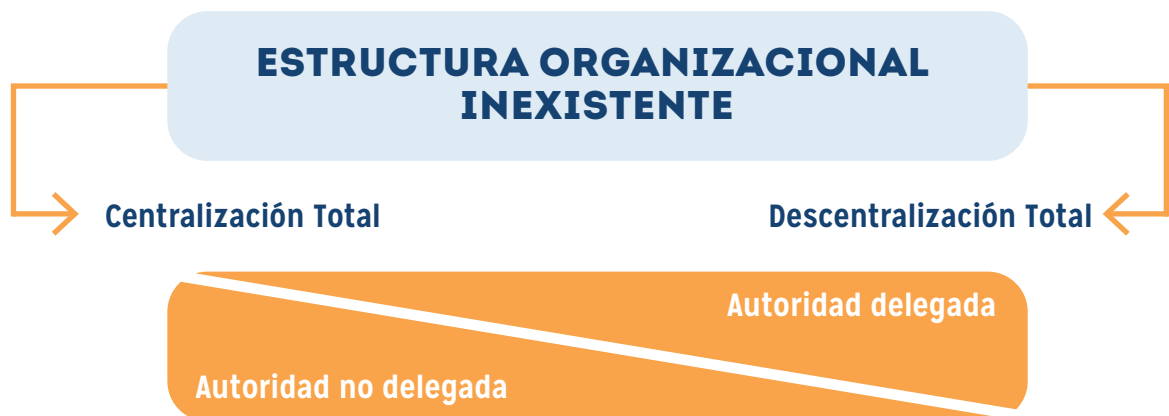 ESTRUCTURA ORGANIZACIONAL
INEXISTENTE
Centralización Total
Descentralización Total
Autoridad delegada
Autoridad no delegada